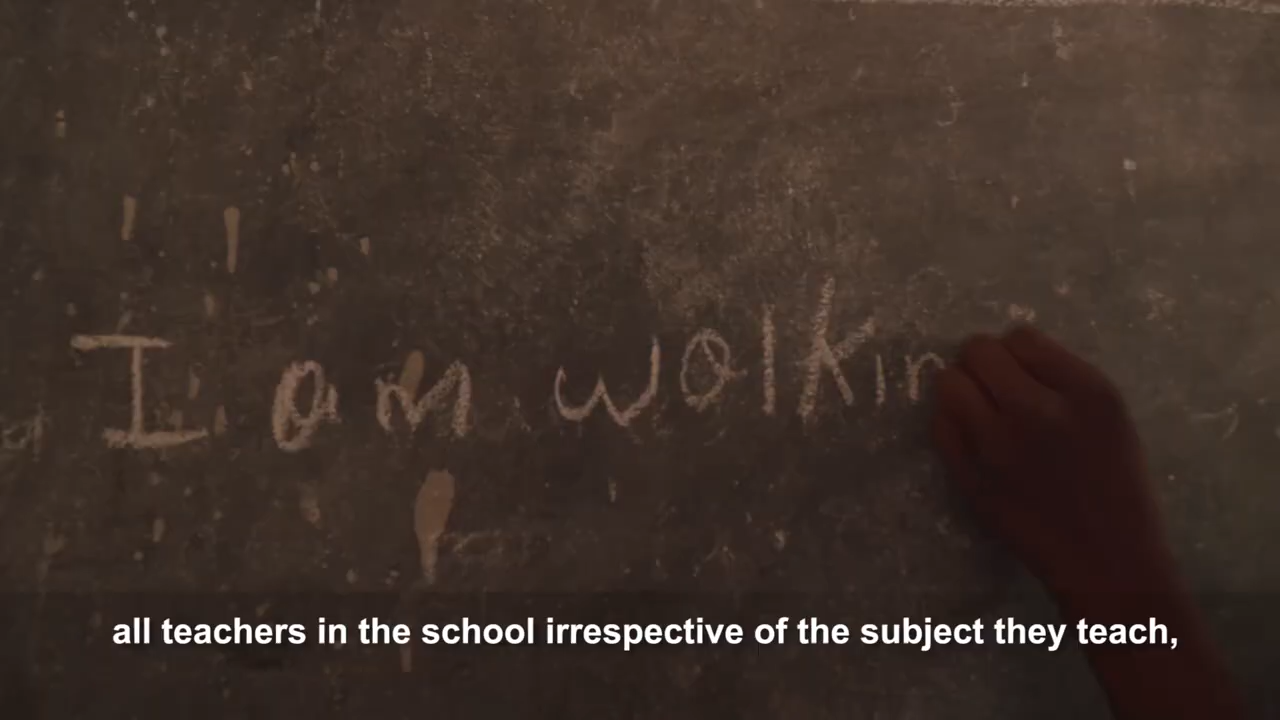 I am walkin
all teachers in the school irrespective of the subject they teach,